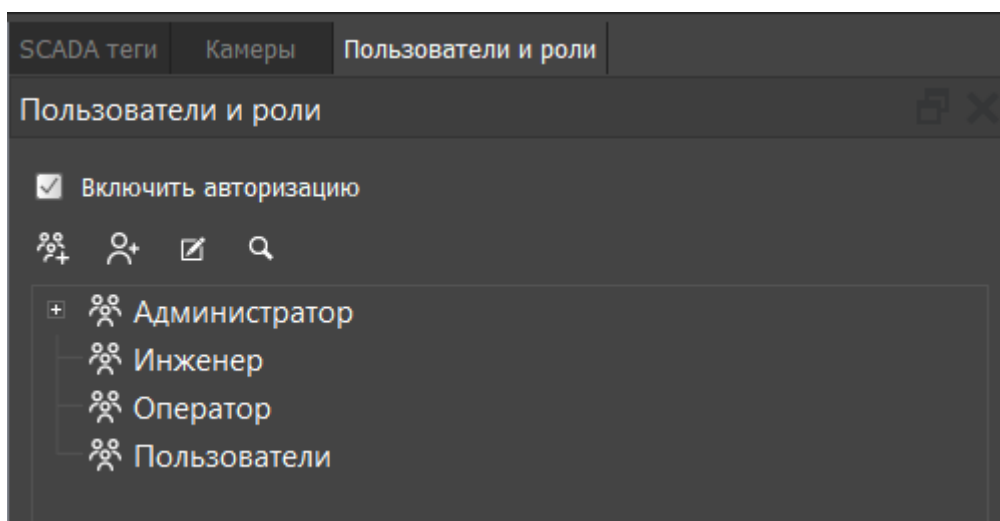 SCADA теги Камеры Пользователи и роли
Пользователи и роли
Включить авторизацию
Администратор
Инженер
Оператор
Пользователи